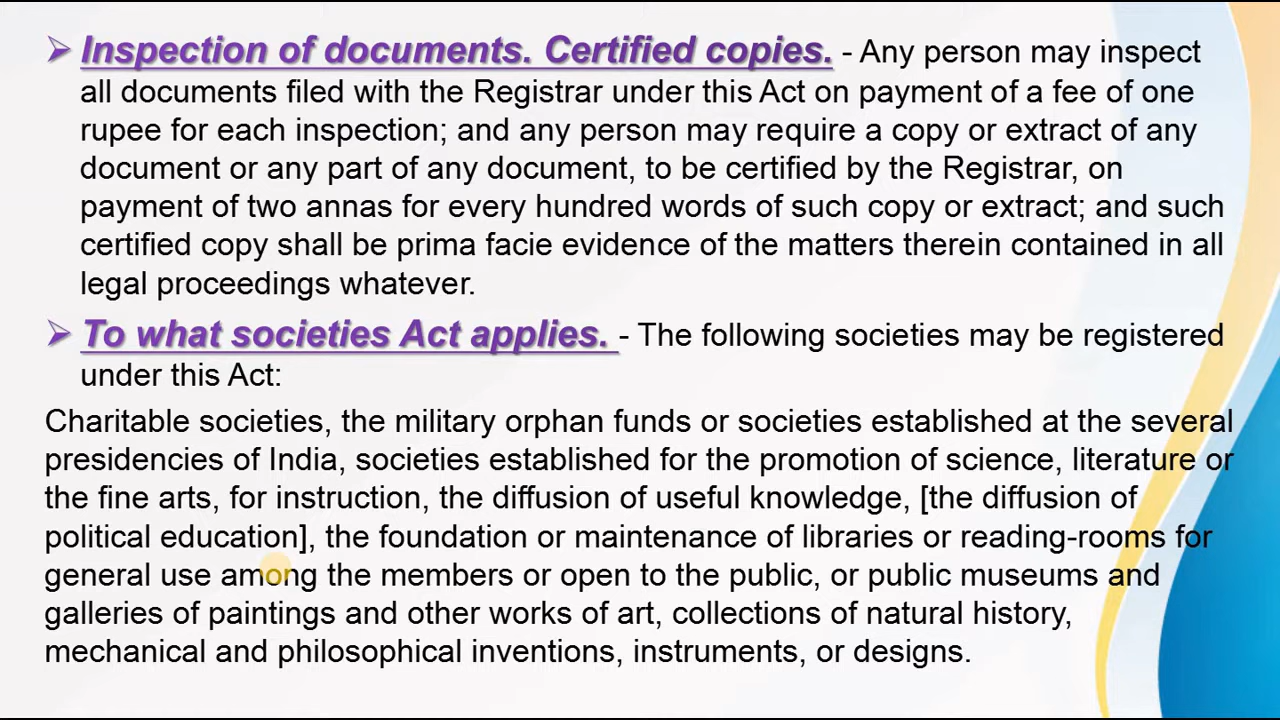 Inspection of documents. Certified copies. - Any person may inspect
all documents filed with the Registrar under this Act on payment of a fee of one
rupee for each inspection; and any person may require a copy or extract of any
document or any part of any document, to be certified by the Registrar, on
payment of two annas for every hundred words of such copy or extract; and such
certified copy shall be prima facie evidence of the matters therein contained in all
legal proceedings whatever.
To what societies Act applies. - The following societies may be registered
under this Act:
Charitable societies, the military orphan funds or societies established at the several
presidencies of India, societies established for the promotion of science, literature or
the fine arts, for instruction, the diffusion of useful knowledge, [the diffusion of
political education], the foundation or maintenance of libraries or reading-rooms for
general use among the members or open to the public, or public museums and
galleries of paintings and other works of art, collections of natural history,
mechanical and philosophical inventions, instruments, or designs.